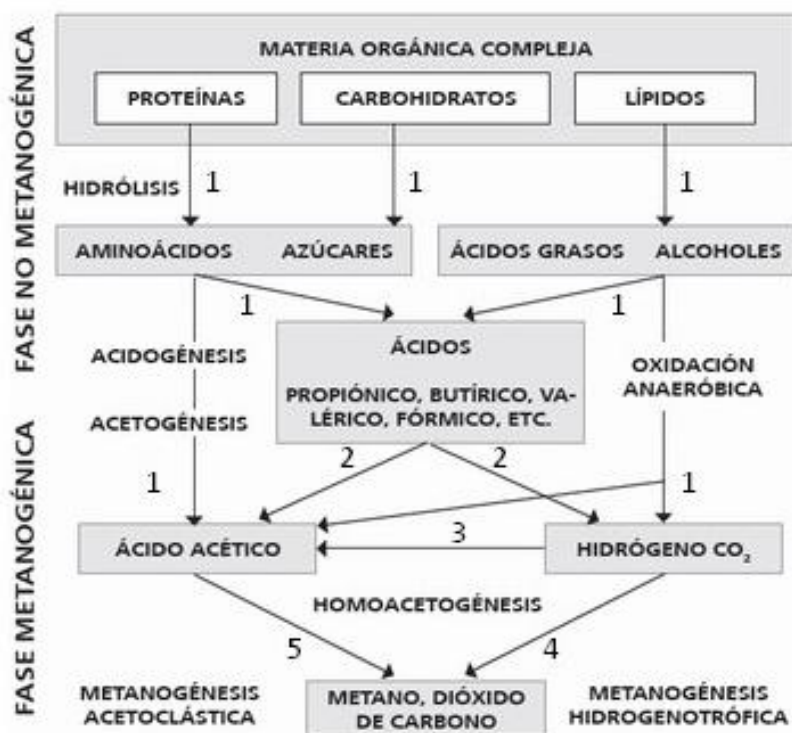 MATERIA ORGÁNICA COMPLEJA
PROTEÍNAS
CARBOHIDRATOS
LÍPIDOS
FASE NO METANOGÉNICA
HIDRÓLISIS
1
1
1
AMINOÁCIDOS AZÚCARES
ÁCIDOS GRASOS ALCOHOLES
1
1
ACIDOGÉNESIS
ÁCIDOS
PROPIÓNICO, BUTÍRICO, VA-
LÉRICO, FÓRMICO, ETC.
OXIDACIÓN
ANAERÓBICA
ACETOGÉNESIS
FASE METANOGÉNICA
1
2
2
1
ÁCIDO ACÉTICO
3
HIDRÓGENO CO₂
HOMOACETOGÉNESIS
5
4
METANOGÉNESIS
ACETOCLÁSTICA
METANO, DIÓXIDO
DE CARBONO
METANOGÉNESIS
HIDROGENOTRÓFICA